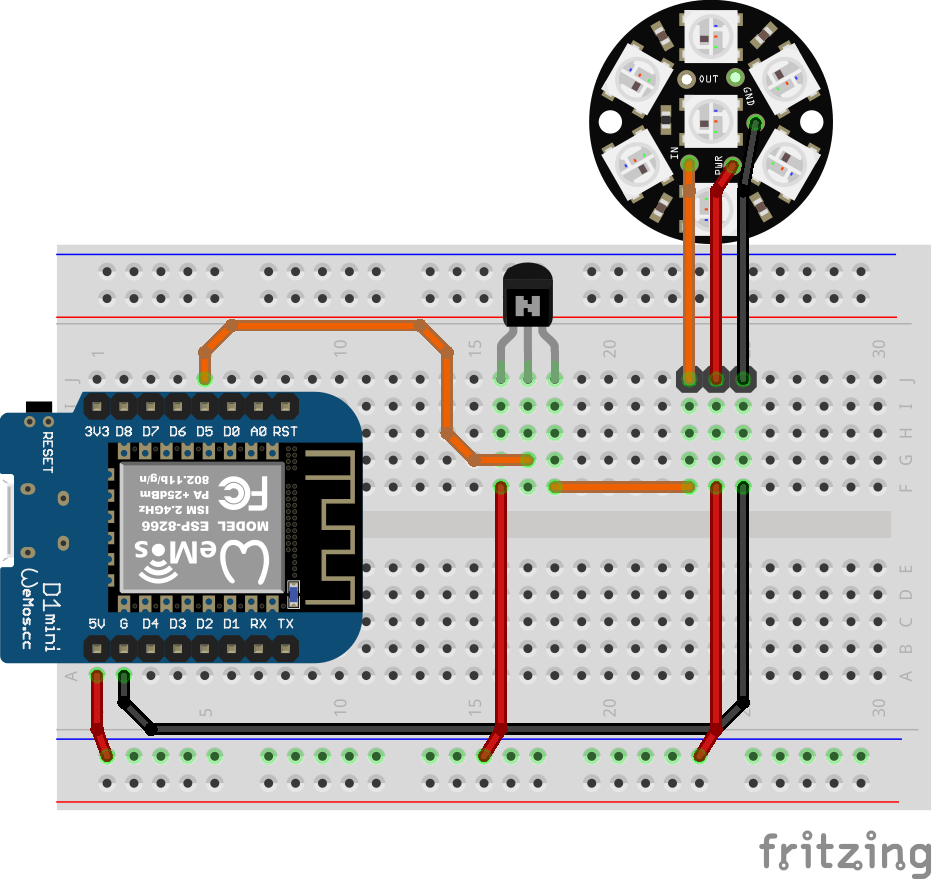 OUT
GND
IN
PWR
N
1
10
15
20
30
J
J
I
H
G
F
3V3 D8 D7 D6 D5 D0 A0 RST
RESET
802.11b/g/n
PA +25dBm
ISM 2.4GHz
FC
MODEL ESP-8266
WeMos
D1 mini
WeMos.cc
5V G D4 D3 D2 D1 RX TX
E
D
C
B
A
A
5
10
20
30
fritzing